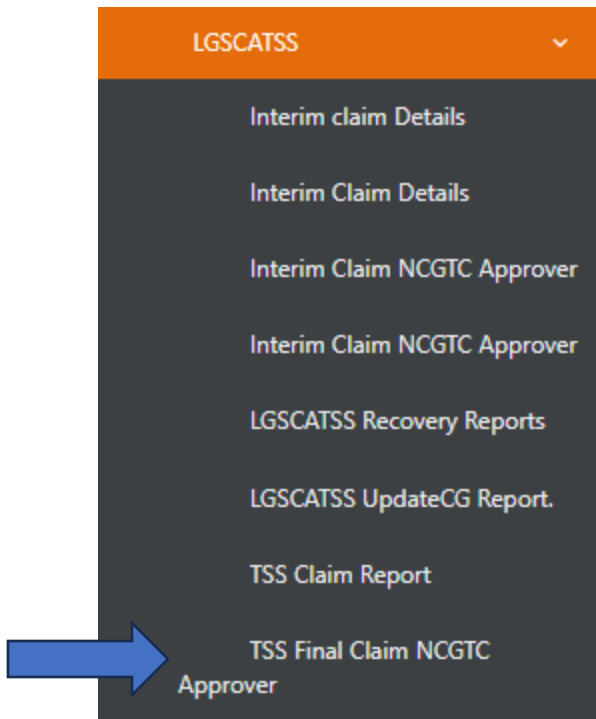 LGSCATSS
Interim claim Details
Interim Claim Details
Interim Claim NCGTC Approver
Interim Claim NCGTC Approver
LGSCATSS Recovery Reports
LGSCATSS UpdateCG Report.
TSS Claim Report
TSS Final Claim NCGTC
Approver